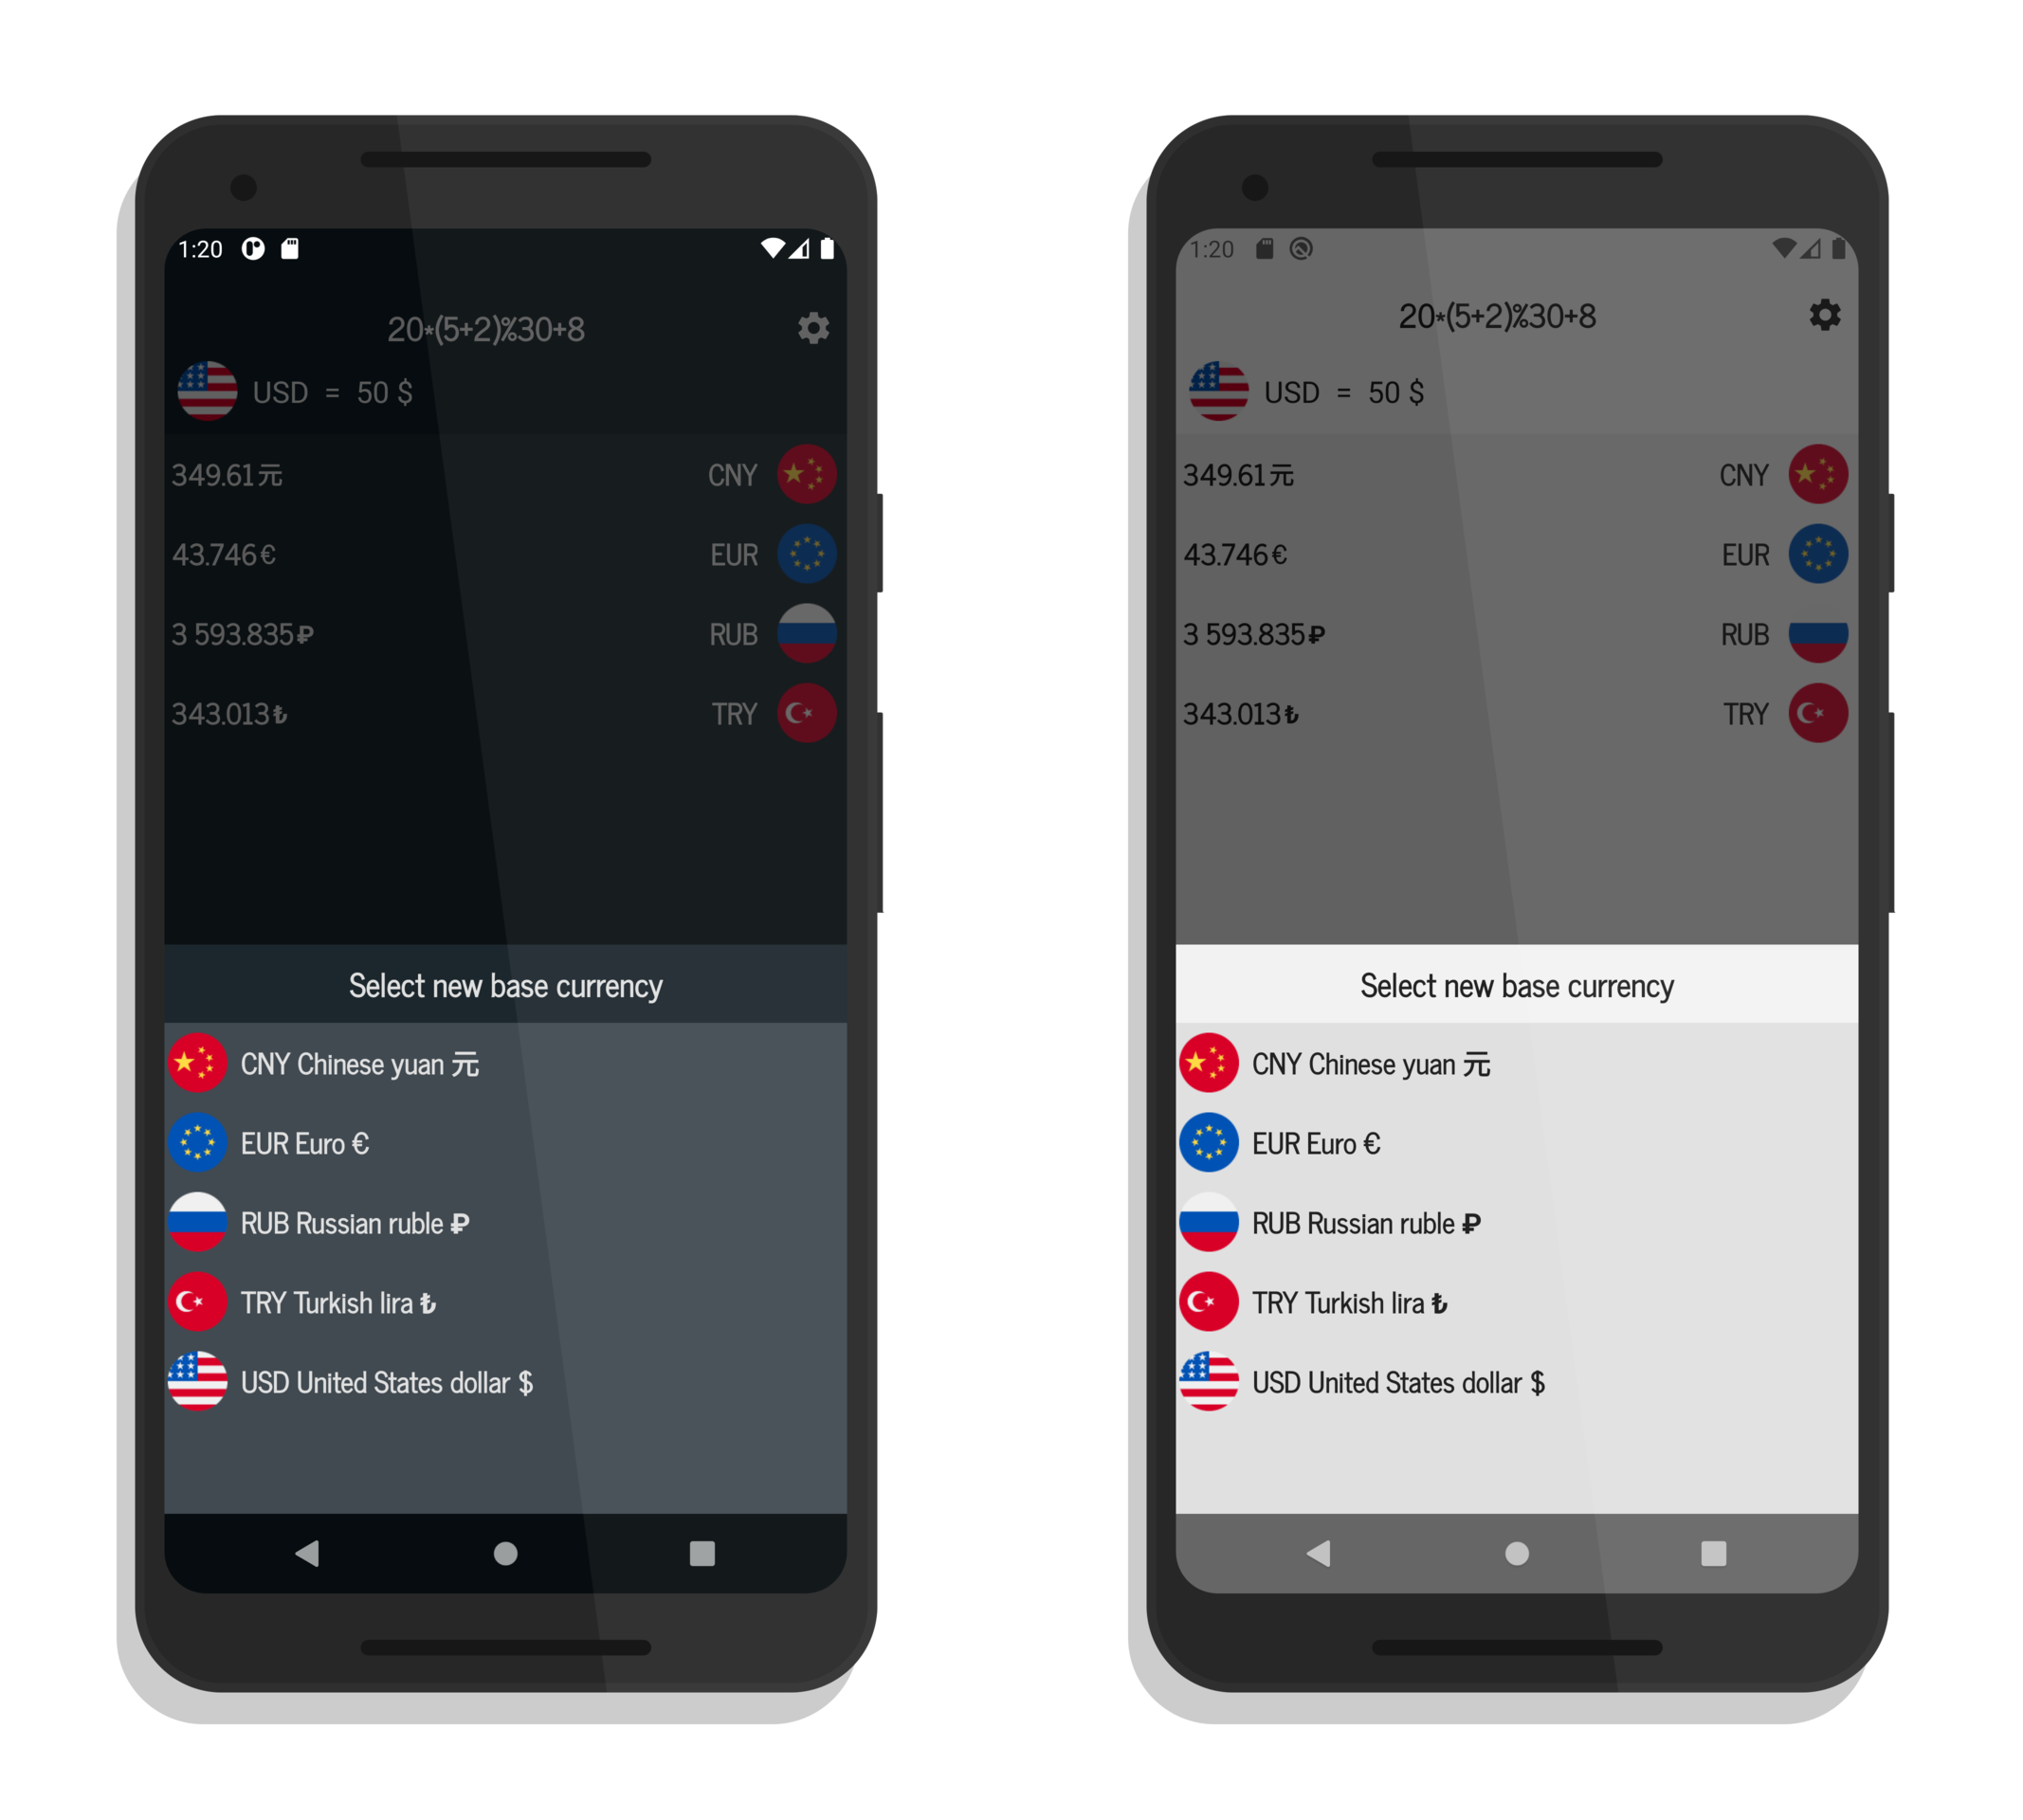 1:20
20*(5+2)%30+8
USD = 50 $
349.61元 CNY
43.746€ EUR
3 593.835₽ RUB
343.013₺ TRY
Select new base currency
CNY Chinese yuan 元
EUR Euro €
RUB Russian ruble ₽
TRY Turkish lira ₺
USD United States dollar $
1:20
20*(5+2)%30+8
USD = 50 $
349.61元 CNY
43.746€ EUR
3 593.835₽ RUB
343.013₺ TRY
Select new base currency
CNY Chinese yuan 元
EUR Euro €
RUB Russian ruble ₽
TRY Turkish lira ₺
USD United States dollar $